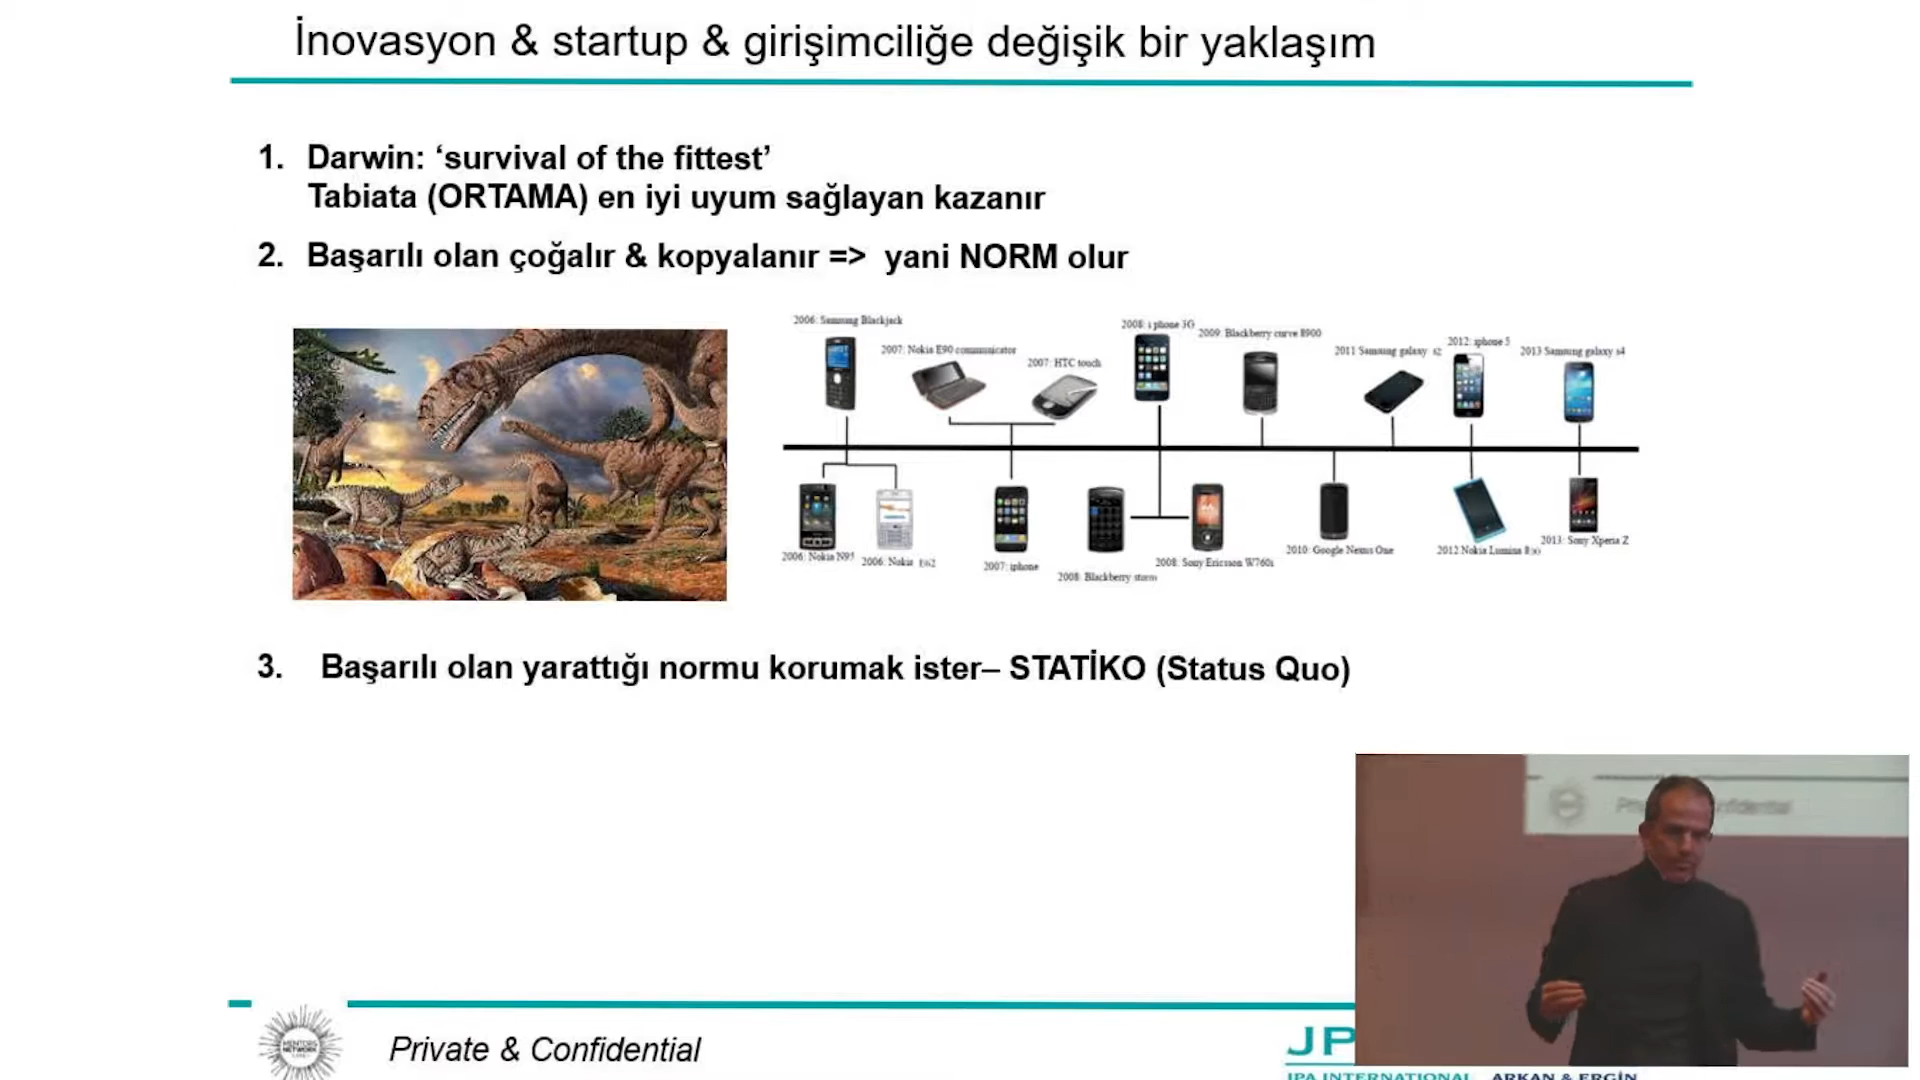 İnovasyon & startup & girişimciliğe değişik bir yaklaşım
1. Darwin: ‘survival of the fittest’
Tabiata (ORTAMA) en iyi uyum sağlayan kazanır
2. Başarılı olan çoğalır & kopyalanır => yani NORM olur
2006: Samsung Blackjack
2007: Nokia E90 communicator
2007: HTC touch
2008: i phone 3G
2009: Blackberry curve 8900
2011 Samsung galaxy s2
2012: iphone 5
2013 Samsung galaxy s4
2006: Nokia N95
2006: Nokia E62
2007: iphone
2008: Blackberry storm
2008: Sony Ericsson W760i
2010: Google Nexus One
2012 Nokia Lumina
2013: Sony Xperia Z
3. Başarılı olan yarattığı normu korumak ister– STATİKO (Status Quo)
MENTORS
NETWORK
Private & Confidential
JP
JPA INTERNATIONAL ARKAN & ERGİN